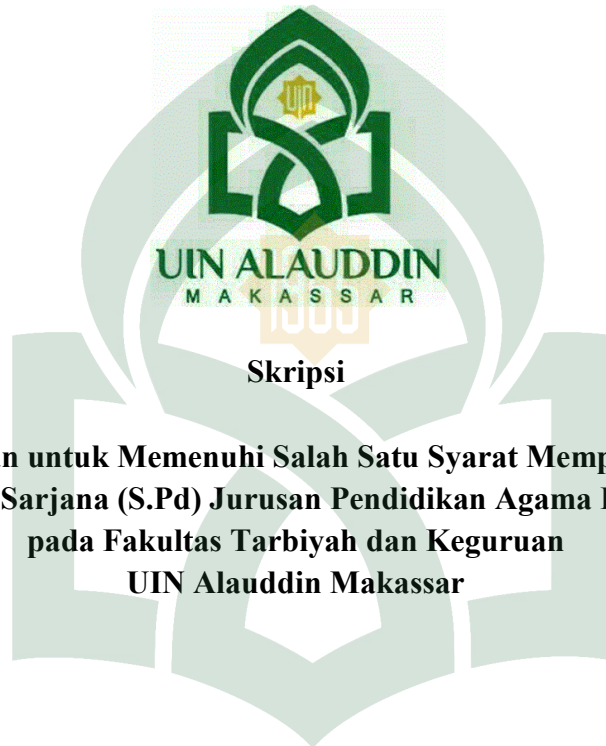 UIN ALAUDDIN
MAKASSAR
Skripsi
untuk Memenuhi Salah Satu Syarat
Sarjana (S.Pd) Jurusan Pendidikan Agama
pada Fakultas Tarbiyah dan Keguruan
UIN Alauddin Makassar